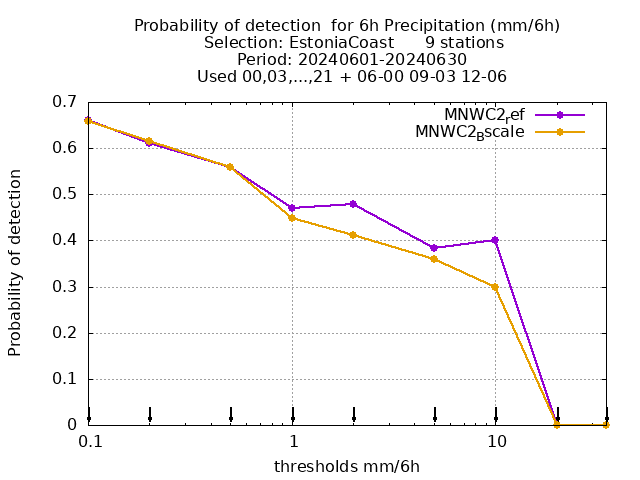 Probability of detection  for 6h Precipitation (mm/6h)
Selection: EstoniaCoast      9 stations
Period: 20240601-20240630
Used 00,03,...,21 + 06-00 09-03 12-06
MNWC2ref
MNWC2Bscale
Probability of detection
0.7
0.6
0.5
0.4
0.3
0.2
0.1
0
0.1 1 10
thresholds mm/6h